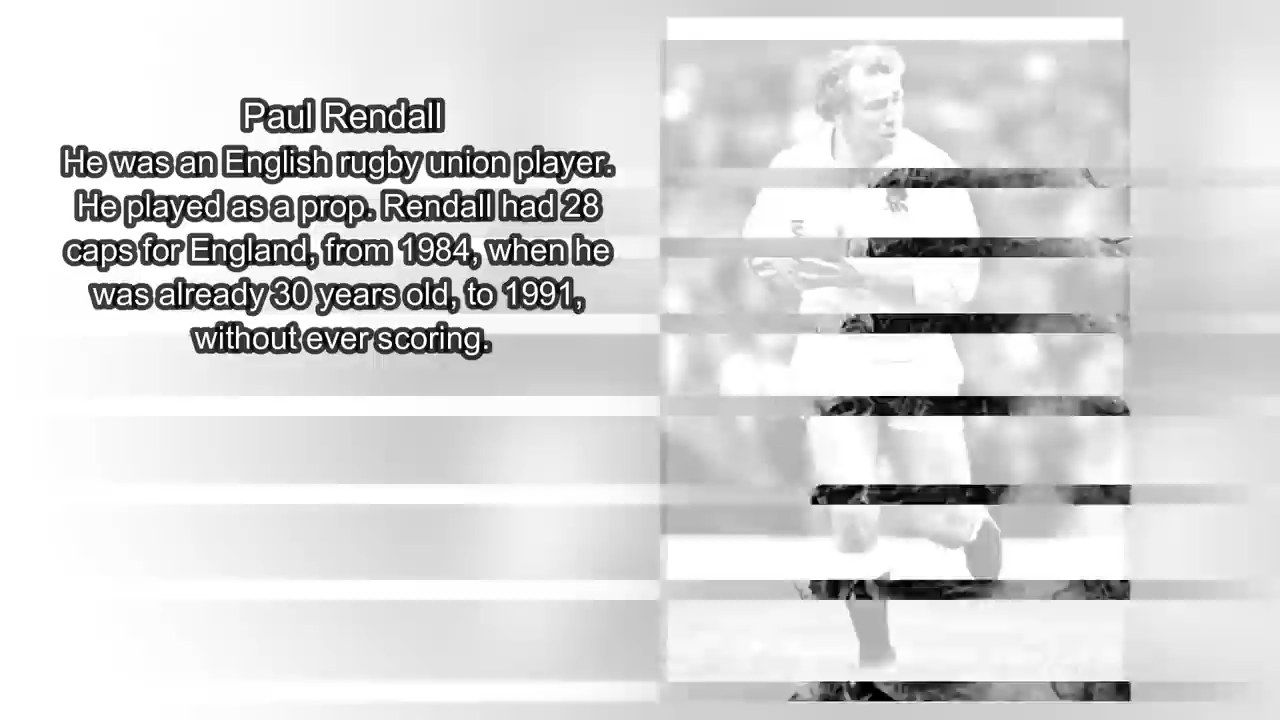 Paul Rendall
He was an English rugby union player.
He played as a prop. Rendall had 28
caps for England, from 1984, when he
was already 30 years old, to 1991,
without ever scoring.